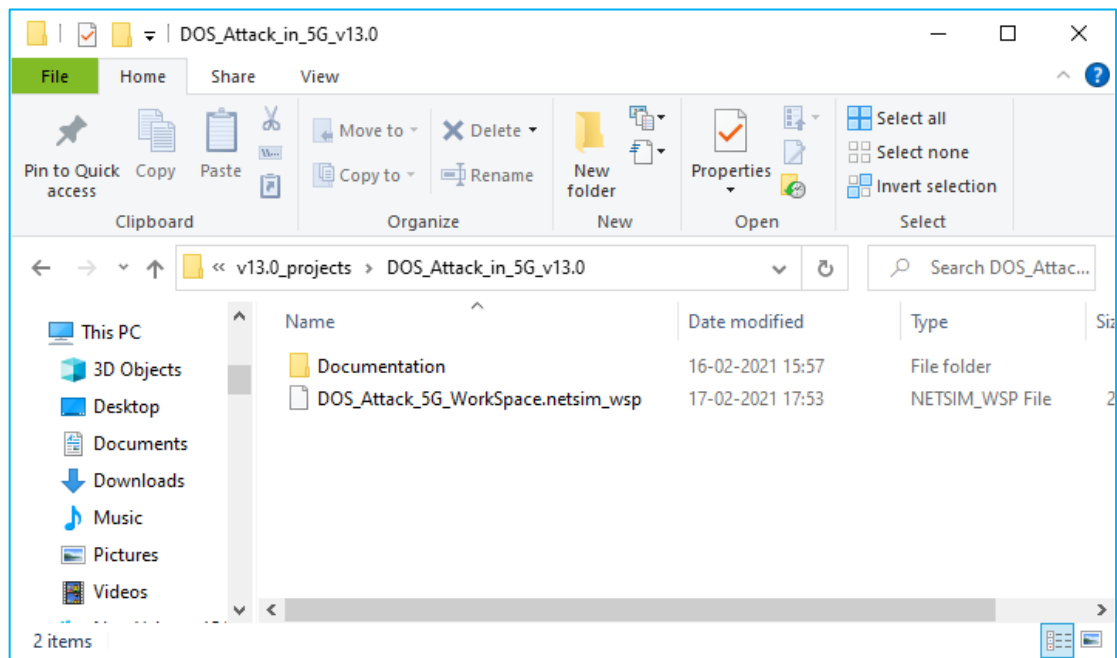 DOS_Attack_in_5G_v13.0
File Home Share View
Pin to Quick access
Copy
Paste
Clipboard
Move to
Copy to
Delete
Rename
Organize
New folder
New
Properties
Open
Select all
Select none
Invert selection
Select
« v13.0_projects > DOS_Attack_in_5G_v13.0
Search DOS_Attac...
This PC
3D Objects
Desktop
Documents
Downloads
Music
Pictures
Videos
Name Date modified Type Siz
Documentation 16-02-2021 15:57 File folder
DOS_Attack_5G_WorkSpace.netsim_wsp 17-02-2021 17:53 NETSIM_WSP File 2
2 items